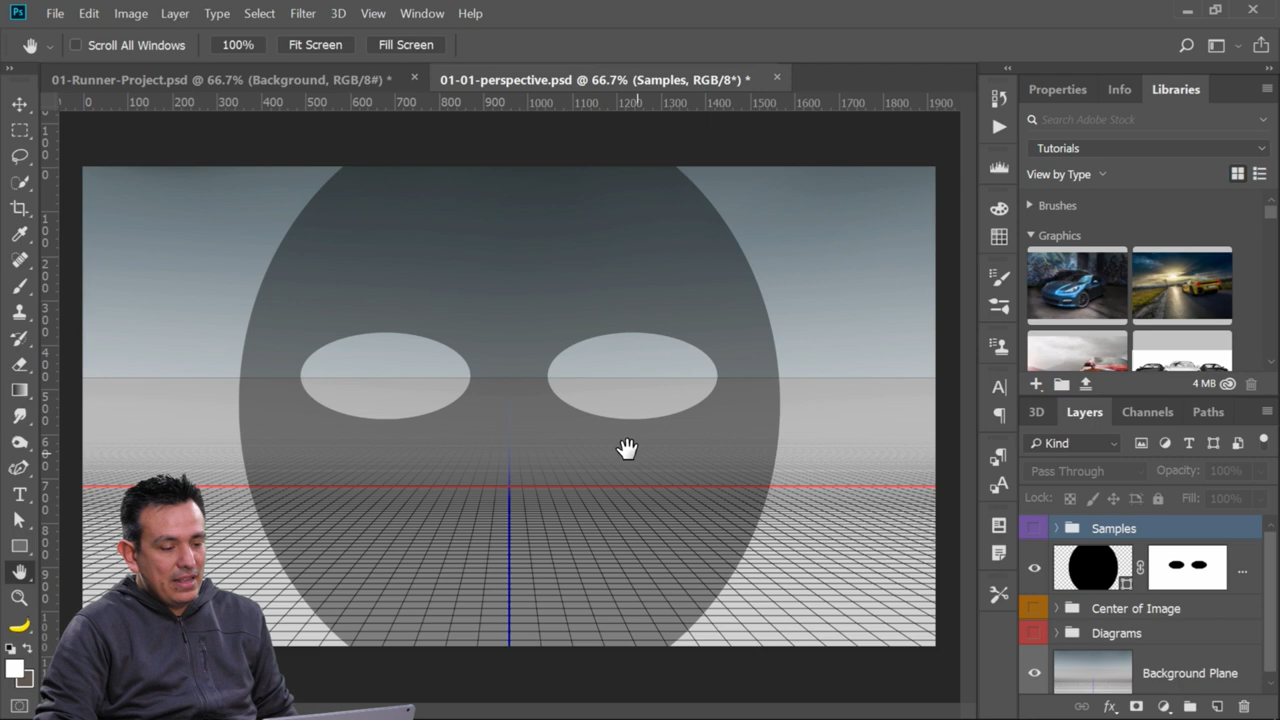 Ps File Edit Image Layer Type Select Filter 3D View Window Help
Scroll All Windows 100% Fit Screen Fill Screen
01-Runner-Project.psd @ 66.7% (Background, RGB/8#) * × 01-01-perspective.psd @ 66.7% (Samples, RGB/8*) * ×
0 100 200 300 400 500 600 700 800 900 1000 1100 1200 1300 1400 1500 1600 1700 1800 1900
Properties Info Libraries
Search Adobe Stock
Tutorials
View by Type
Brushes
Graphics
4 MB
3D Layers Channels Paths
Kind
Pass Through Opacity: 100%
Lock: Fill: 100%
Samples
...
Center of Image
Diagrams
Background Plane